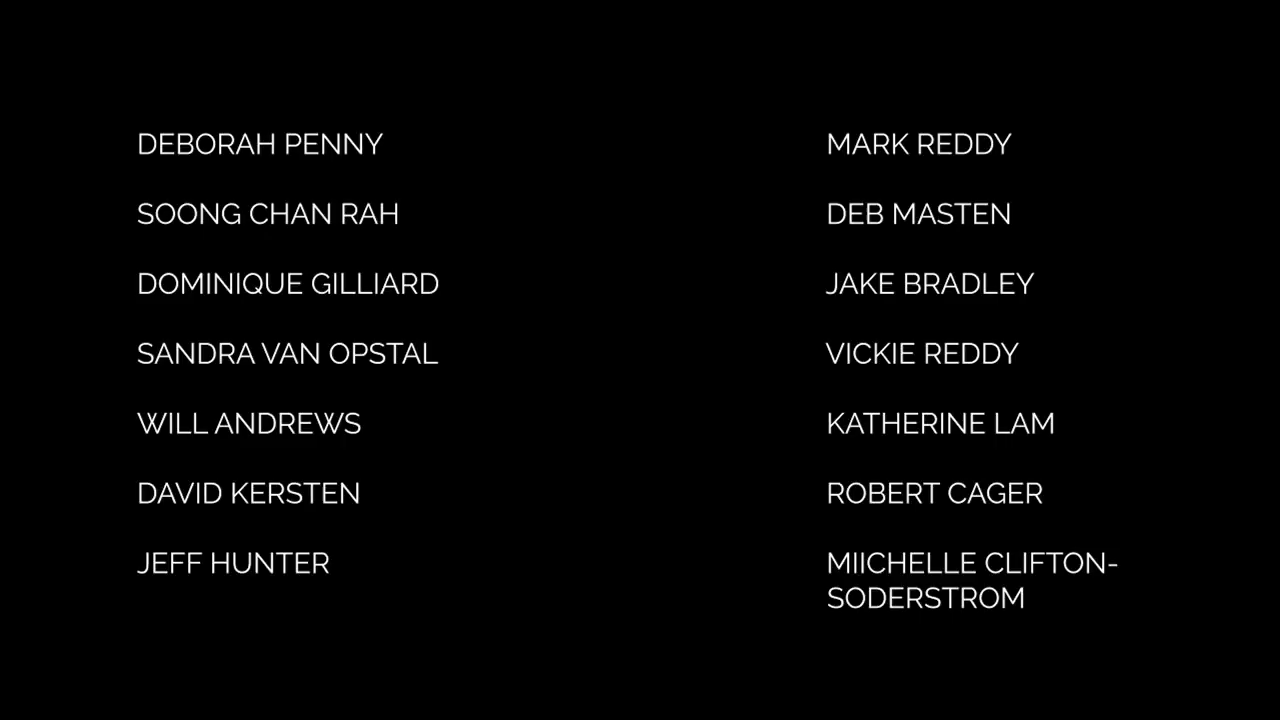 DEBORAH PENNY
SOONG CHAN RAH
DOMINIQUE GILLIARD
SANDRA VAN OPSTAL
WILL ANDREWS
DAVID KERSTEN
JEFF HUNTER
MARK REDDY
DEB MASTEN
JAKE BRADLEY
VICKIE REDDY
KATHERINE LAM
ROBERT CAGER
MIICHELLE CLIFTON-
SODERSTROM